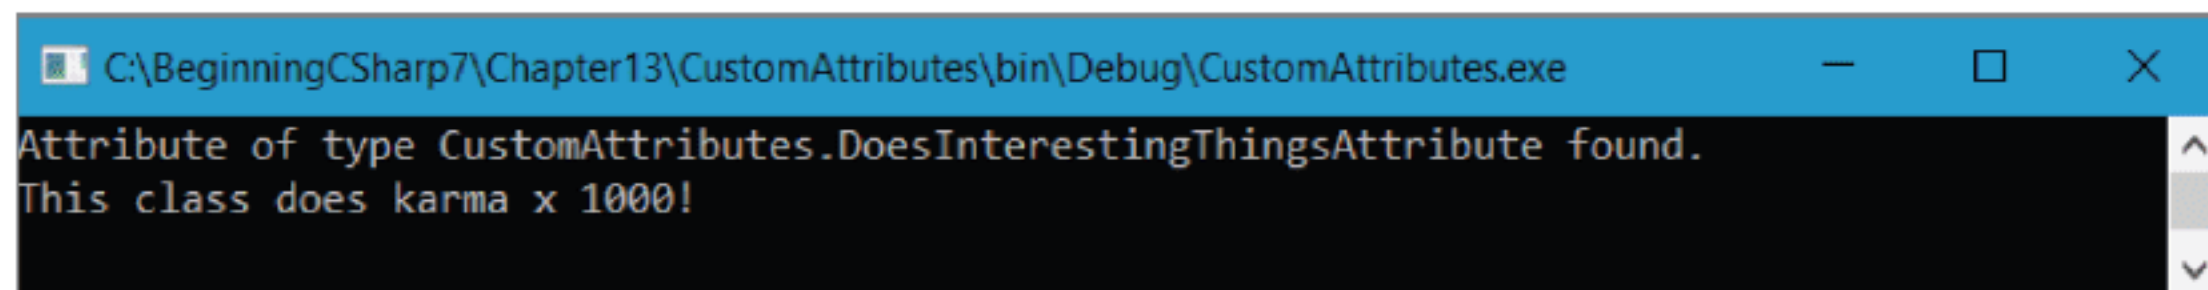 C:\BeginningCSharp7\Chapter13\CustomAttributes\bin\Debug\CustomAttributes.exe
Attribute of type CustomAttributes.DoesInterestingThingsAttribute found.
This class does karma x 1000!